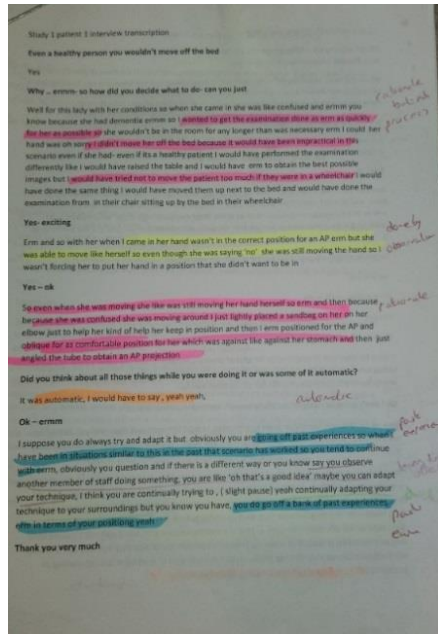 Study 1 patient 1 interview transcription
Even a healthy person you wouldn't move off the bed
Yes
Why .. ermm- so how did you decide what to do- can you just
Well for this lady with her conditions so when she came in she was like confused and ermm you
know because she had dementia ermm so I wanted to get the examination done as erm as quickly
for her as possible so she wouldn't be in the room for any longer than was necessary erm I could her
hand was oh sorry I didn't move her off the bed because it would have been impractical in this
scenario even if she had- even if its a healthy patient I would have performed the examination
differently like I would have raised the table and I would have erm to obtain the best possible
images but I would have tried not to move the patient too much if they were in a wheelchair I would
have done the same thing I would have moved them up next to the bed and would have done the
examination from in their chair sitting up by the bed in their wheelchair
Yes- exciting
Erm and so with her when I came in her hand wasn't in the correct position for an AP erm but she
was able to move like herself so even though she was saying 'no' she was still moving the hand so I
wasn't forcing her to put her hand in a position that she didn't want to be in
Yes – ok
So even when she was moving she like was still moving her hand herself so erm and then because
because she was confused she was moving around I just lightly placed a sandbag on her on her
elbow just to help her kind of help her keep in position and then I erm positioned for the AP and
oblique for as comfortable position for her which was against like against her stomach and then just
angled the tube to obtain an AP projection
Did you think about all those things while you were doing it or was some of it automatic?
It was automatic, I would have to say, yeah yeah,
automatic
Ok – ermm
I suppose you do always try and adapt it but obviously you are going off past experiences so when I
have been in situations similar to this in the past that scenario has worked so you tend to continue
with erm, obviously you question and if there is a different way or you know say you observe
another member of staff doing something, you are like 'oh that's a good idea' maybe you can adapt
your technique, I think you are continually trying to , ( slight pause) yeah continually adapting your
technique to your surroundings but you know you have, you do go off a bank of past experiences
erm in terms of your positiong yeah
Thank you very much